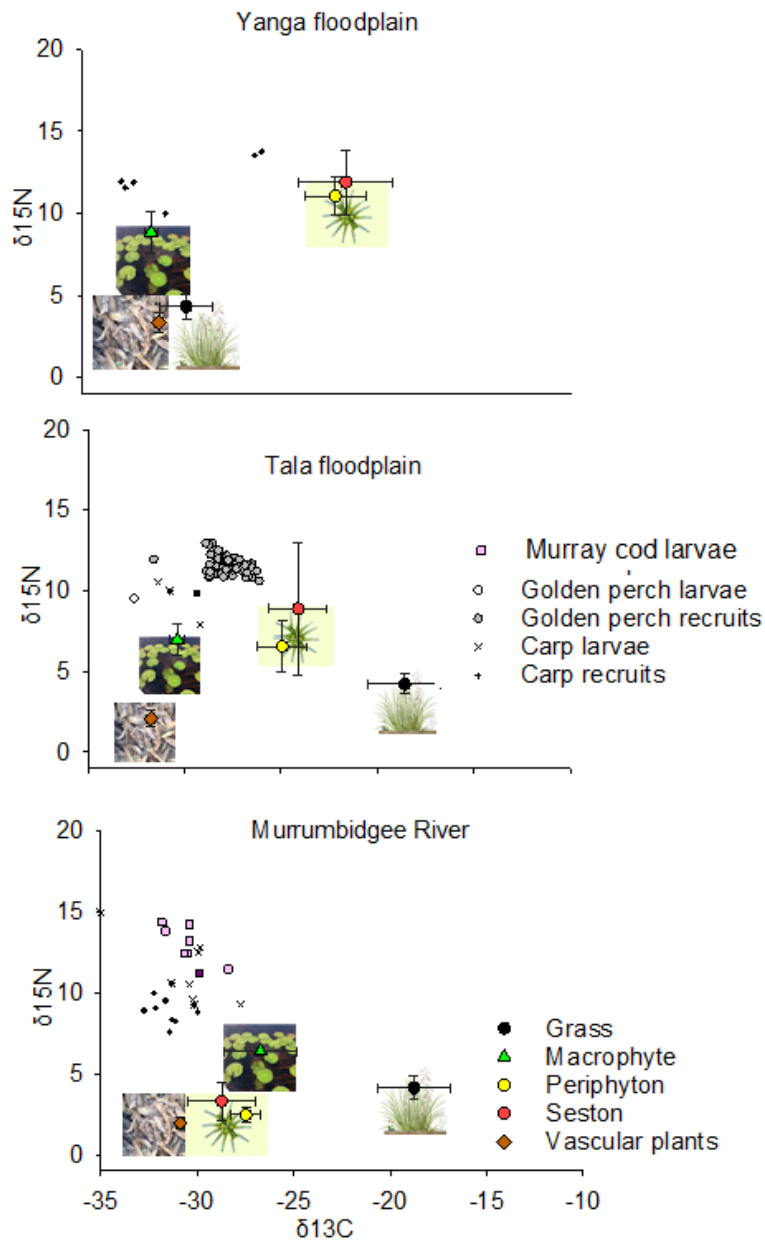 Yanga floodplain
20
15
10
5
0
δ15N
Tala floodplain
20
15
10
5
0
δ15N
Murray cod larvae
Golden perch larvae
Golden perch recruits
Carp larvae
Carp recruits
Murrumbidgee River
20
15
10
5
0
δ15N
Grass
Macrophyte
Periphyton
Seston
Vascular plants
-35 -30 -25 -20 -15 -10
δ13C